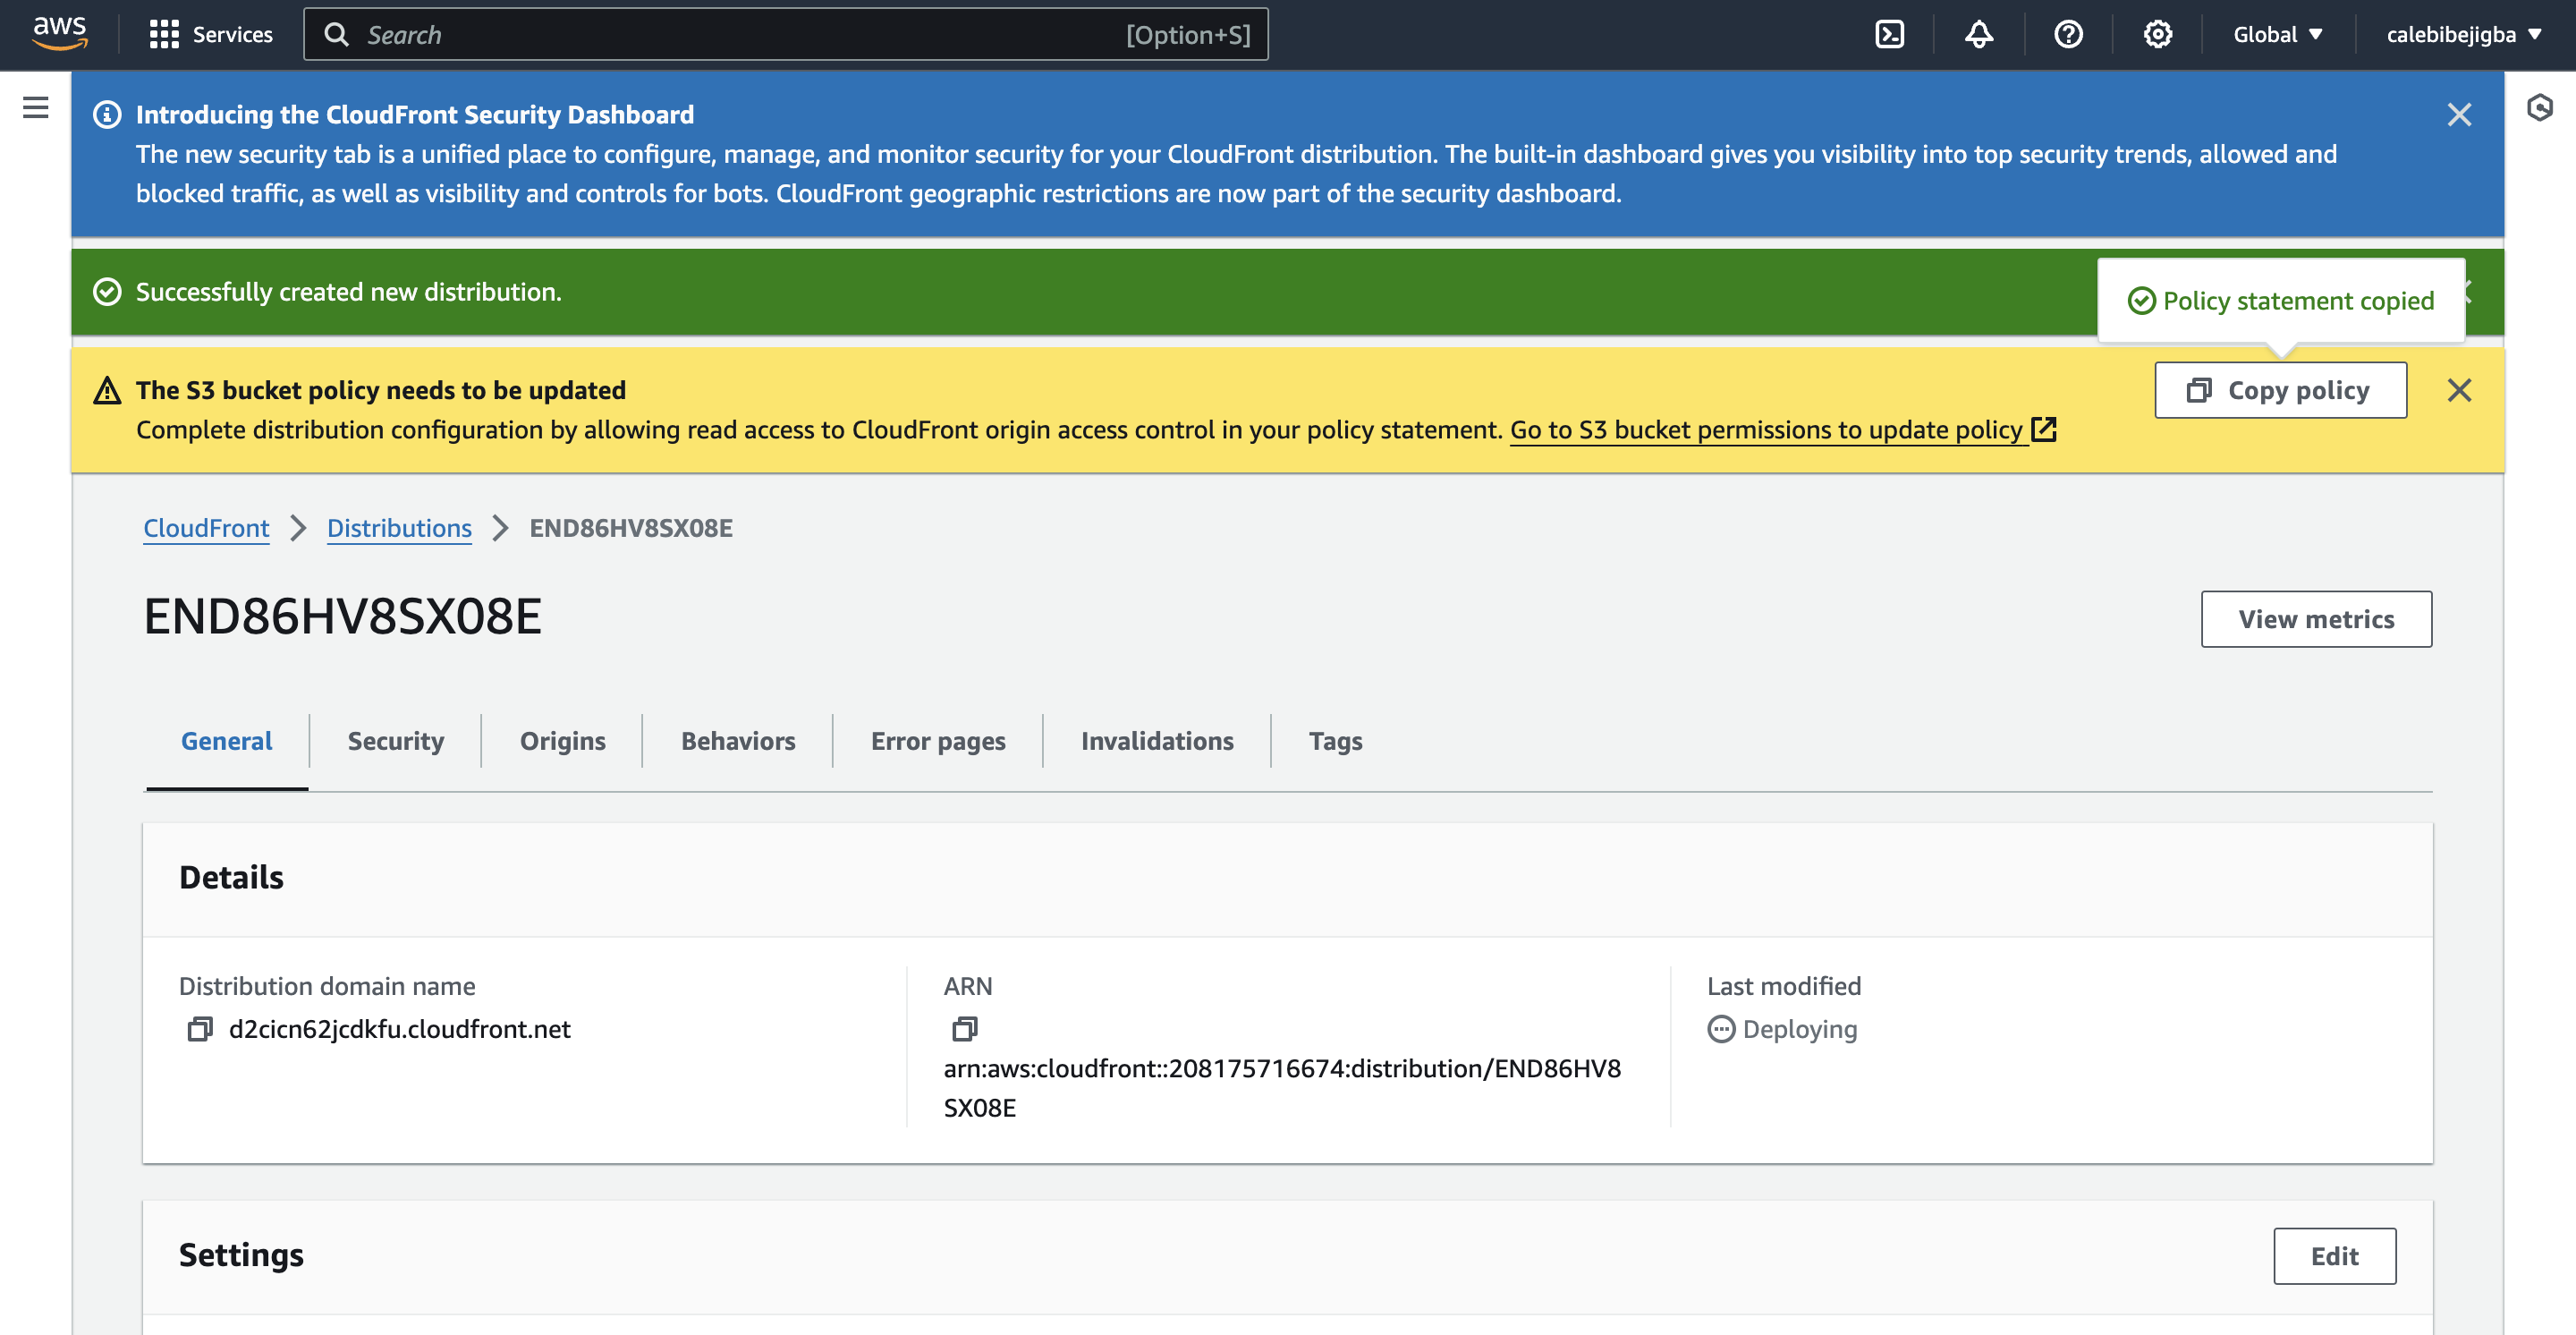 aws
Services
Search
[Option+S]
Global
calebibejigba
Introducing the CloudFront Security Dashboard
The new security tab is a unified place to configure, manage, and monitor security for your CloudFront distribution. The built-in dashboard gives you visibility into top security trends, allowed and
blocked traffic, as well as visibility and controls for bots. CloudFront geographic restrictions are now part of the security dashboard.
Successfully created new distribution.
Policy statement copied
The S3 bucket policy needs to be updated
Copy policy
Complete distribution configuration by allowing read access to CloudFront origin access control in your policy statement. Go to S3 bucket permissions to update policy
CloudFront
Distributions
END86HV8SX08E
END86HV8SX08E
View metrics
General
Security
Origins
Behaviors
Error pages
Invalidations
Tags
Details
Distribution domain name
d2cicn62jcdkfu.cloudfront.net
ARN
arn:aws:cloudfront::208175716674:distribution/END86HV8
SX08E
Last modified
Deploying
Settings
Edit